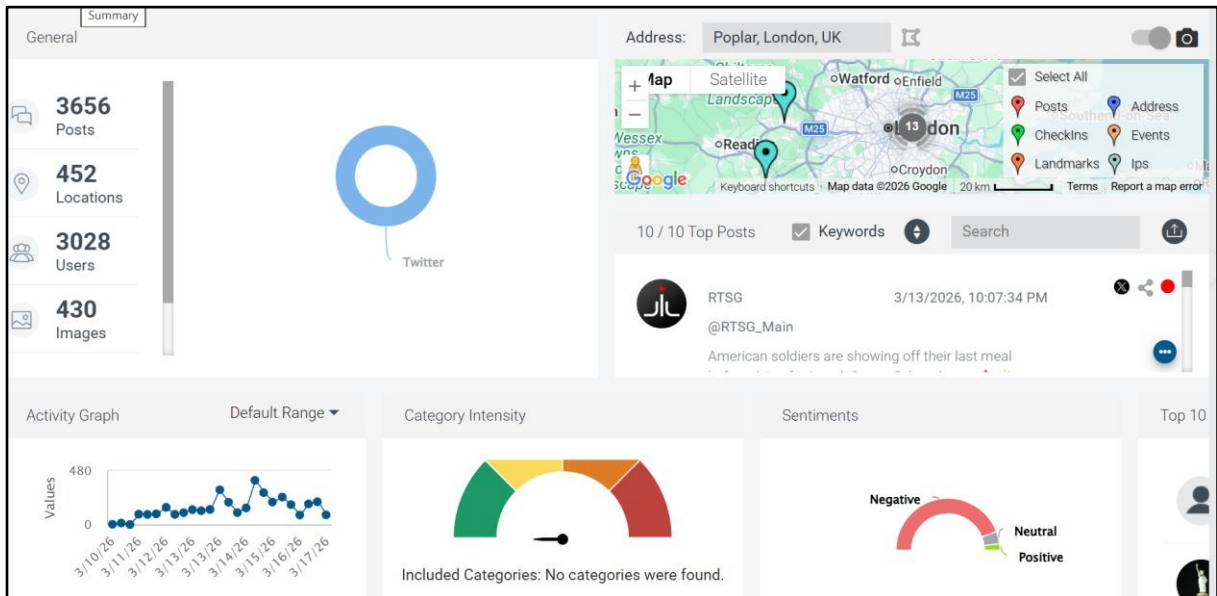 Summary
General
3656
Posts
452
Locations
3028
Users
430
Images
Twitter
Address: Poplar, London, UK
Map Satellite
Landscap
Watford Enfield
M25
M25
Wessex
Reading
13
London
Croydon
Google
Keyboard shortcuts Map data ©2026 Google 20 km Terms Report a map error
Select All
Posts Address
CheckIns Events
Landmarks Ips
10 / 10 Top Posts Keywords Search
RTSG 3/13/2026, 10:07:34 PM
@RTSG_Main
American soldiers are showing off their last meal
Activity Graph Default Range
480
Values
0
3/10/26 3/11/26 3/12/26 3/13/26 3/13/26 3/14/26 3/15/26 3/16/26 3/17/26
Category Intensity
Included Categories: No categories were found.
Sentiments
Negative
Neutral
Positive
Top 10